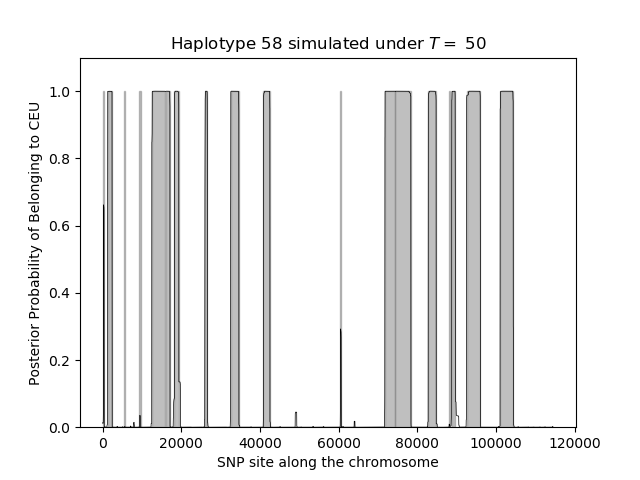 Haplotype 58 simulated under T = 50
Posterior Probability of Belonging to CEU
1.0
0.8
0.6
0.4
0.2
0.0
0 20000 40000 60000 80000 100000 120000
SNP site along the chromosome